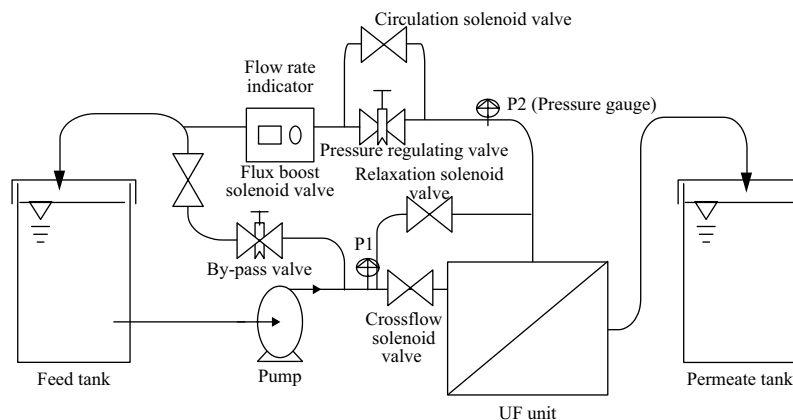 Circulation solenoid valve
Flow rate
indicator
P2 (Pressure gauge)
Pressure regulating valve
Flux boost
solenoid valve
Relaxation solenoid
valve
P1
By-pass valve
Crossflow
solenoid
valve
Feed tank
Pump
Permeate tank
UF unit